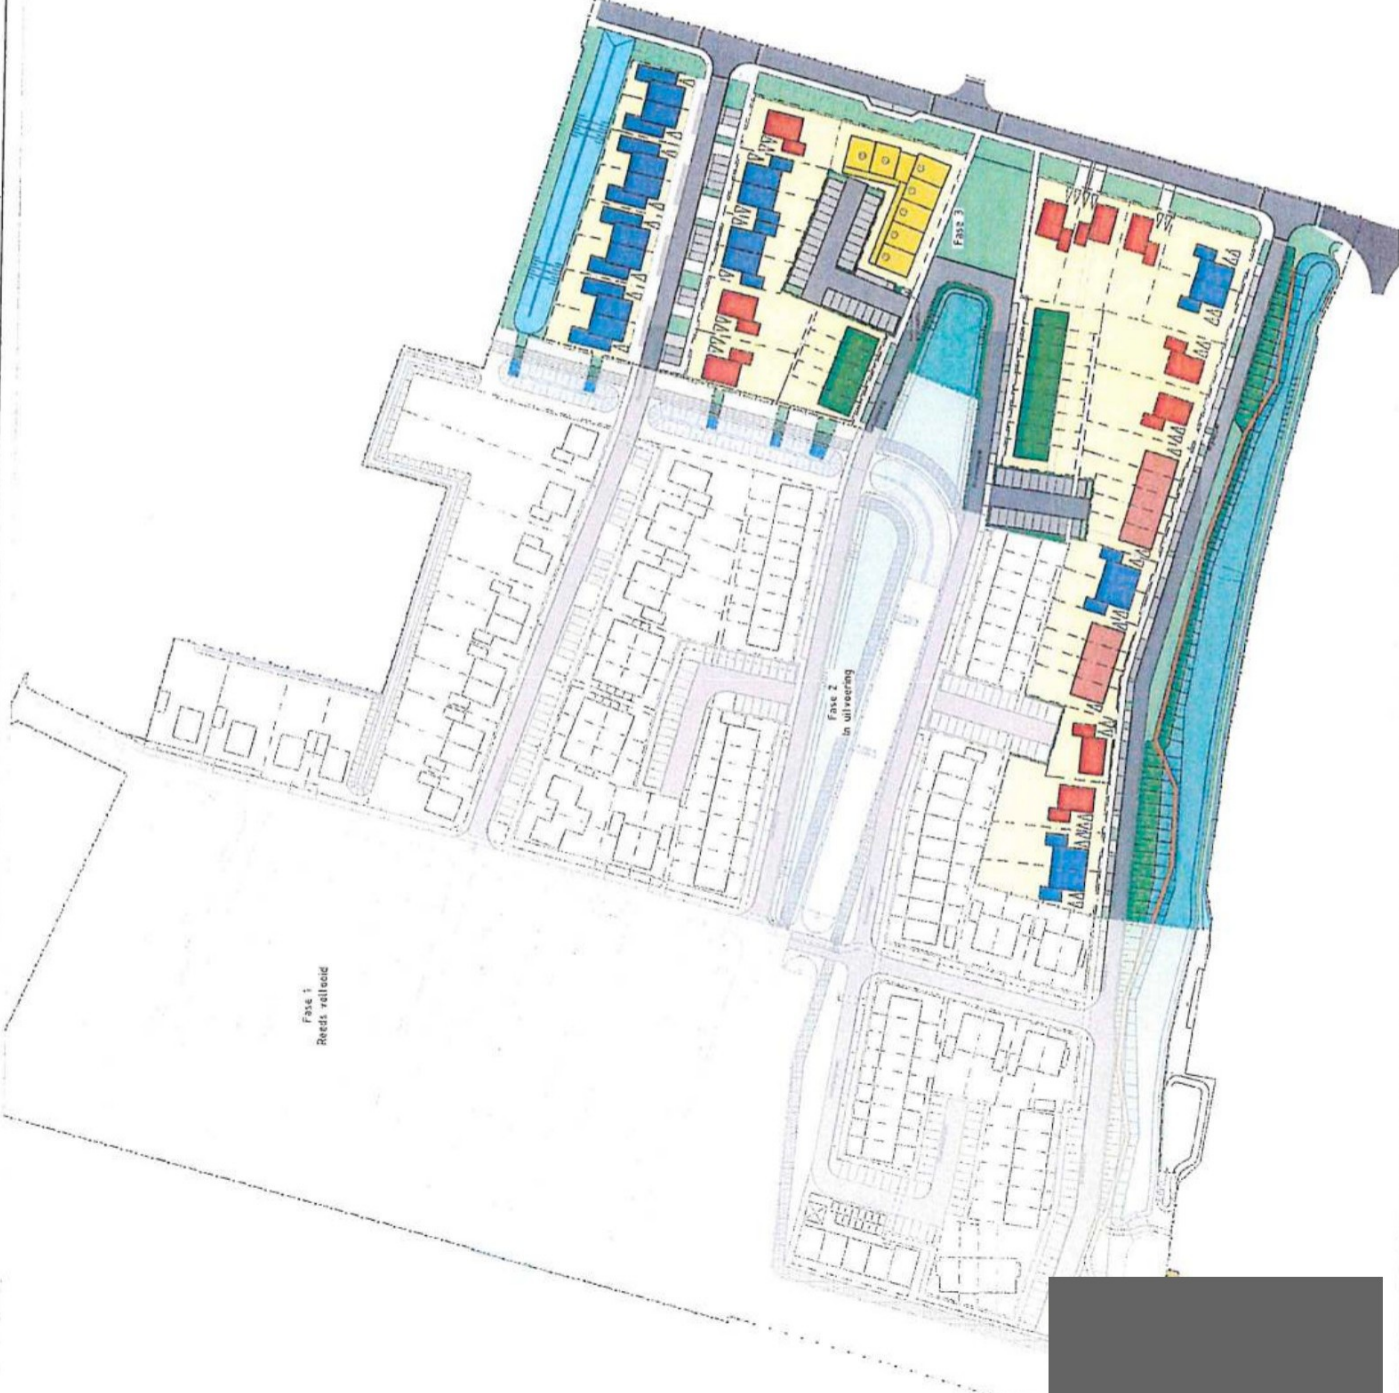 Fase 3
Fase 2
In uitvoering
Fase 1
Reeds voltooid